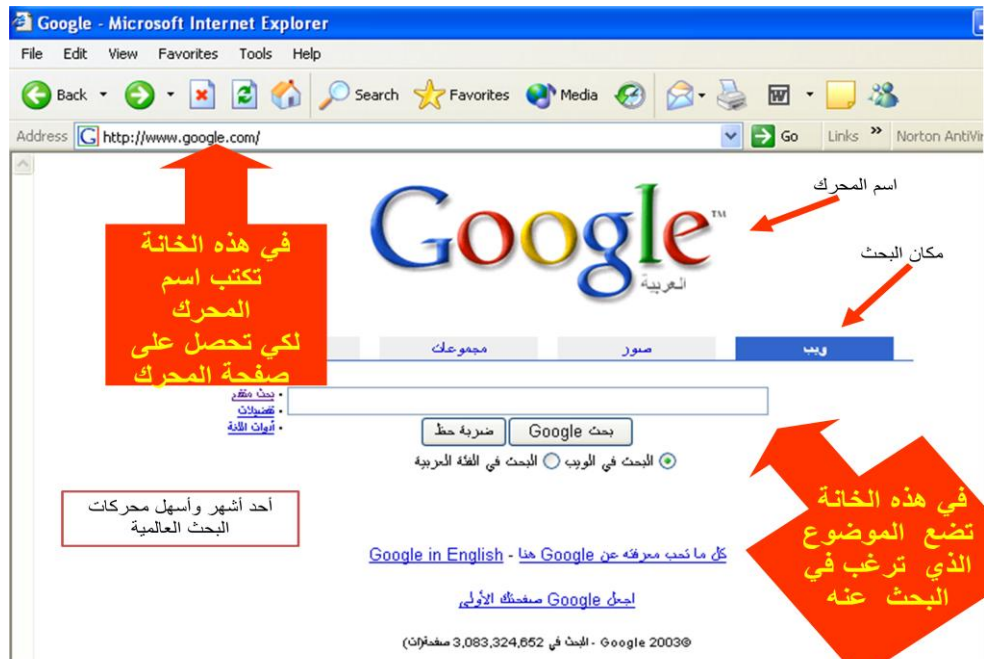 Google - Microsoft Internet Explorer
File Edit View Favorites Tools Help
Back Search Favorites Media
Address http://www.google.com/ Go Links » Norton AntiVir
اسم المحرك
Google™
العربية
مكان البحث
في هذه الخانة
تكتب اسم
المحرك
لكي تحصل على
صفحة المحرك
ويب صور مجموعات
• بحث متقدم
• تفضيلات
• أدوات اللغة
بحث Google ضربة حظ
البحث في الويب البحث في الفئة العربية
في هذه الخانة
تضع الموضوع
الذي ترغب في
البحث عنه
أحد أشهر وأسهل محركات
البحث العالمية
كل ما تحب معرفته عن Google هنا - Google in English
اجعل Google صفحتك الأولى
©2003 Google - البحث في 3,083,324,652 صفحة(ات)